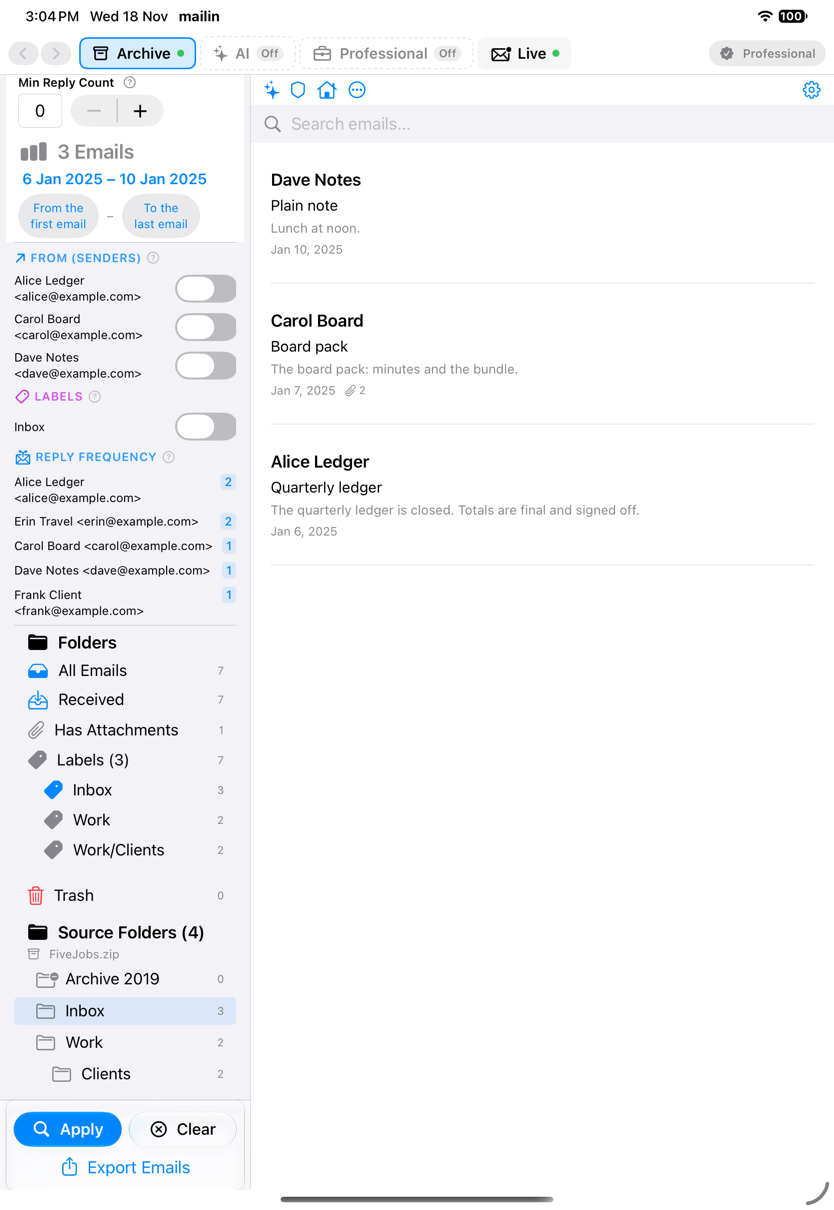 3:04 PM Wed 18 Nov mailin 100
Archive AI Off Professional Off Live Professional
Min Reply Count ?
0 − +
3 Emails
6 Jan 2025 – 10 Jan 2025
From the
first email
–
To the
last email
FROM (SENDERS) ?
Alice Ledger
<alice@example.com>
Carol Board
<carol@example.com>
Dave Notes
<dave@example.com>
LABELS ?
Inbox
REPLY FREQUENCY ?
Alice Ledger
<alice@example.com> 2
Erin Travel <erin@example.com> 2
Carol Board <carol@example.com> 1
Dave Notes <dave@example.com> 1
Frank Client
<frank@example.com> 1
Folders
All Emails 7
Received 7
Has Attachments 1
Labels (3) 7
Inbox 3
Work 2
Work/Clients 2
Trash 0
Source Folders (4)
FiveJobs.zip
Archive 2019 0
Inbox 3
Work 2
Clients 2
Apply Clear
Export Emails
Search emails...
Dave Notes
Plain note
Lunch at noon.
Jan 10, 2025
Carol Board
Board pack
The board pack: minutes and the bundle.
Jan 7, 2025 2
Alice Ledger
Quarterly ledger
The quarterly ledger is closed. Totals are final and signed off.
Jan 6, 2025